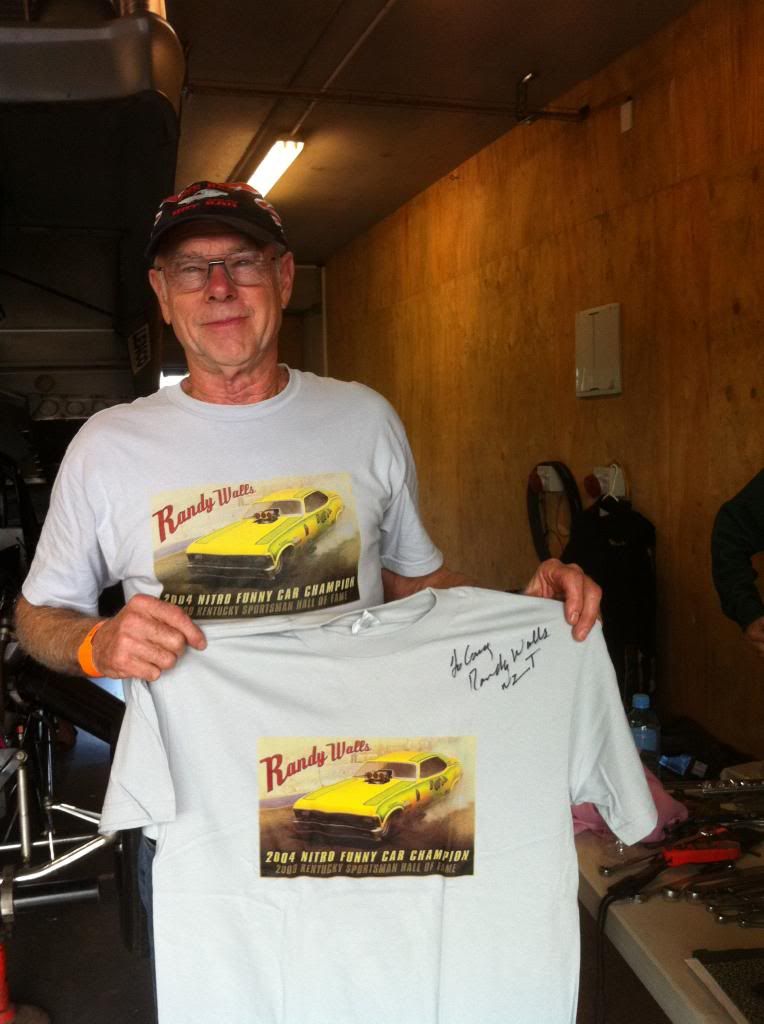 Randy Walls
2004 NITRO FUNNY CAR CHAMPION
KENTUCKY SPORTSMAN HALL OF FAME
Randy Walls
Randy Walls
2004 NITRO FUNNY CAR CHAMPION
2009 KENTUCKY SPORTSMAN HALL OF FAME